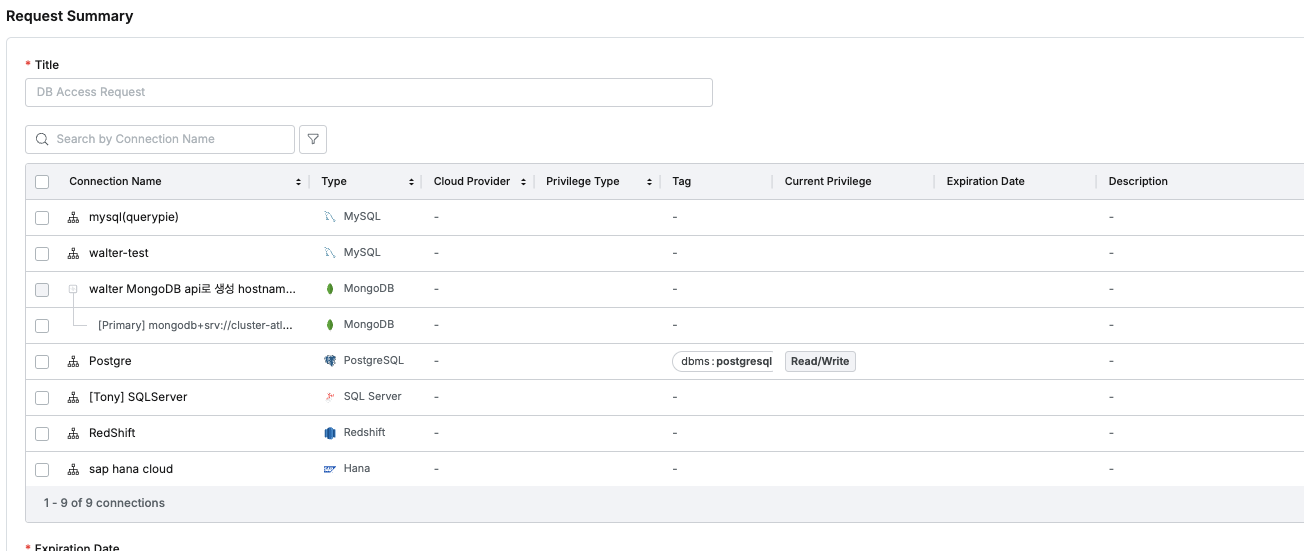 Request Summary
* Title
DB Access Request
Search by Connection Name
Connection Name Type Cloud Provider Privilege Type Tag Current Privilege Expiration Date Description
mysql(querypie) MySQL - - -
walter-test MySQL - - -
walter MongoDB api로 생성 hostnam... MongoDB - - -
[Primary] mongodb+srv://cluster-atl... MongoDB - - -
Postgre PostgreSQL - dbms : postgresql Read/Write -
[Tony] SQLServer SQL Server - - -
RedShift Redshift - - -
sap hana cloud Hana - - -
1 - 9 of 9 connections
* Expiration Date